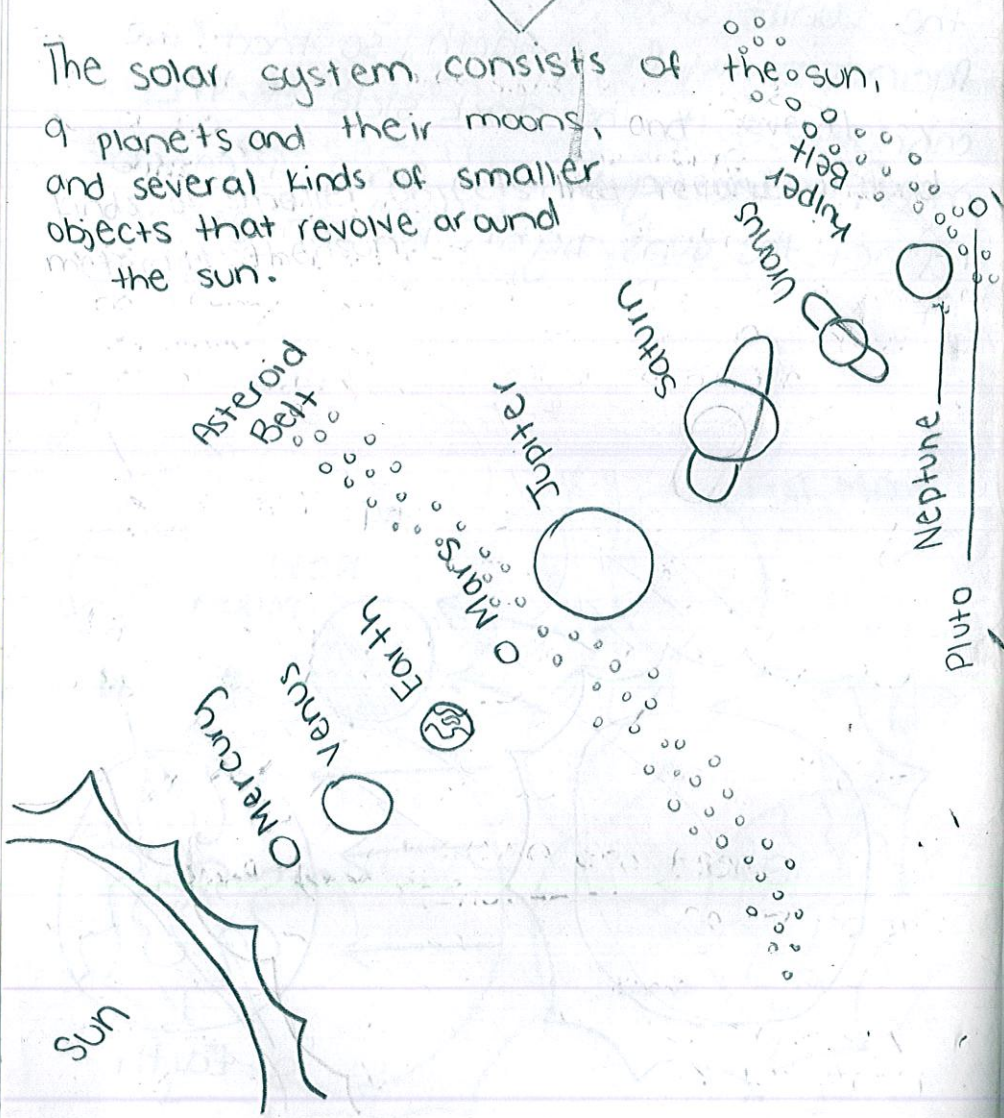 The solar system consists of the sun,
9 planets and their moons,
and several kinds of smaller
objects that revolve around
the sun.
Kuiper
Belt
Uranus
Saturn
Asteroid
Belt
Jupiter
Neptune
Mars
Earth
Pluto
Venus
Mercury
Sun